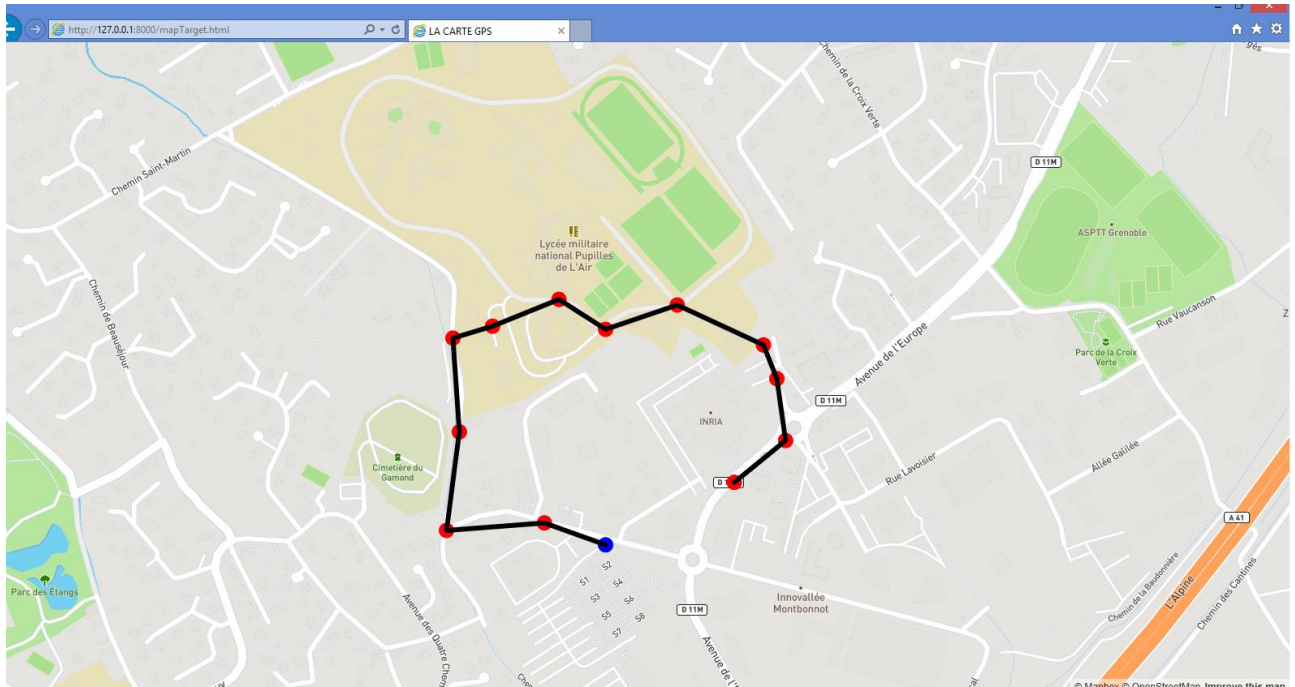 http://127.0.0.1:8000/mapTarget.html
LA CARTE GPS
Chemin de la Croix Verte
D 11M
Chemin Saint-Martin
Lycée militaire
national Pupilles
de L'Air
ASPTT Grenoble
Chemin de Beauséjour
Avenue de l'Europe
Rue Vaucanson
Z
Parc de la Croix
Verte
D 11M
INRIA
Cimetière du
Gamond
Rue Lavoisier
Allée Galilée
A 41
S2
S1
S4
S3
S6
S5
S8
S7
Parc des Étangs
Innovallée
Montbonnot
D 11M
Chemin de la Baudonnière
L'Alpine
Chemin des Cantines
Avenue des Quatre Chem
Avenue de l'E
© Mapbox © OpenStreetMap Improve this map